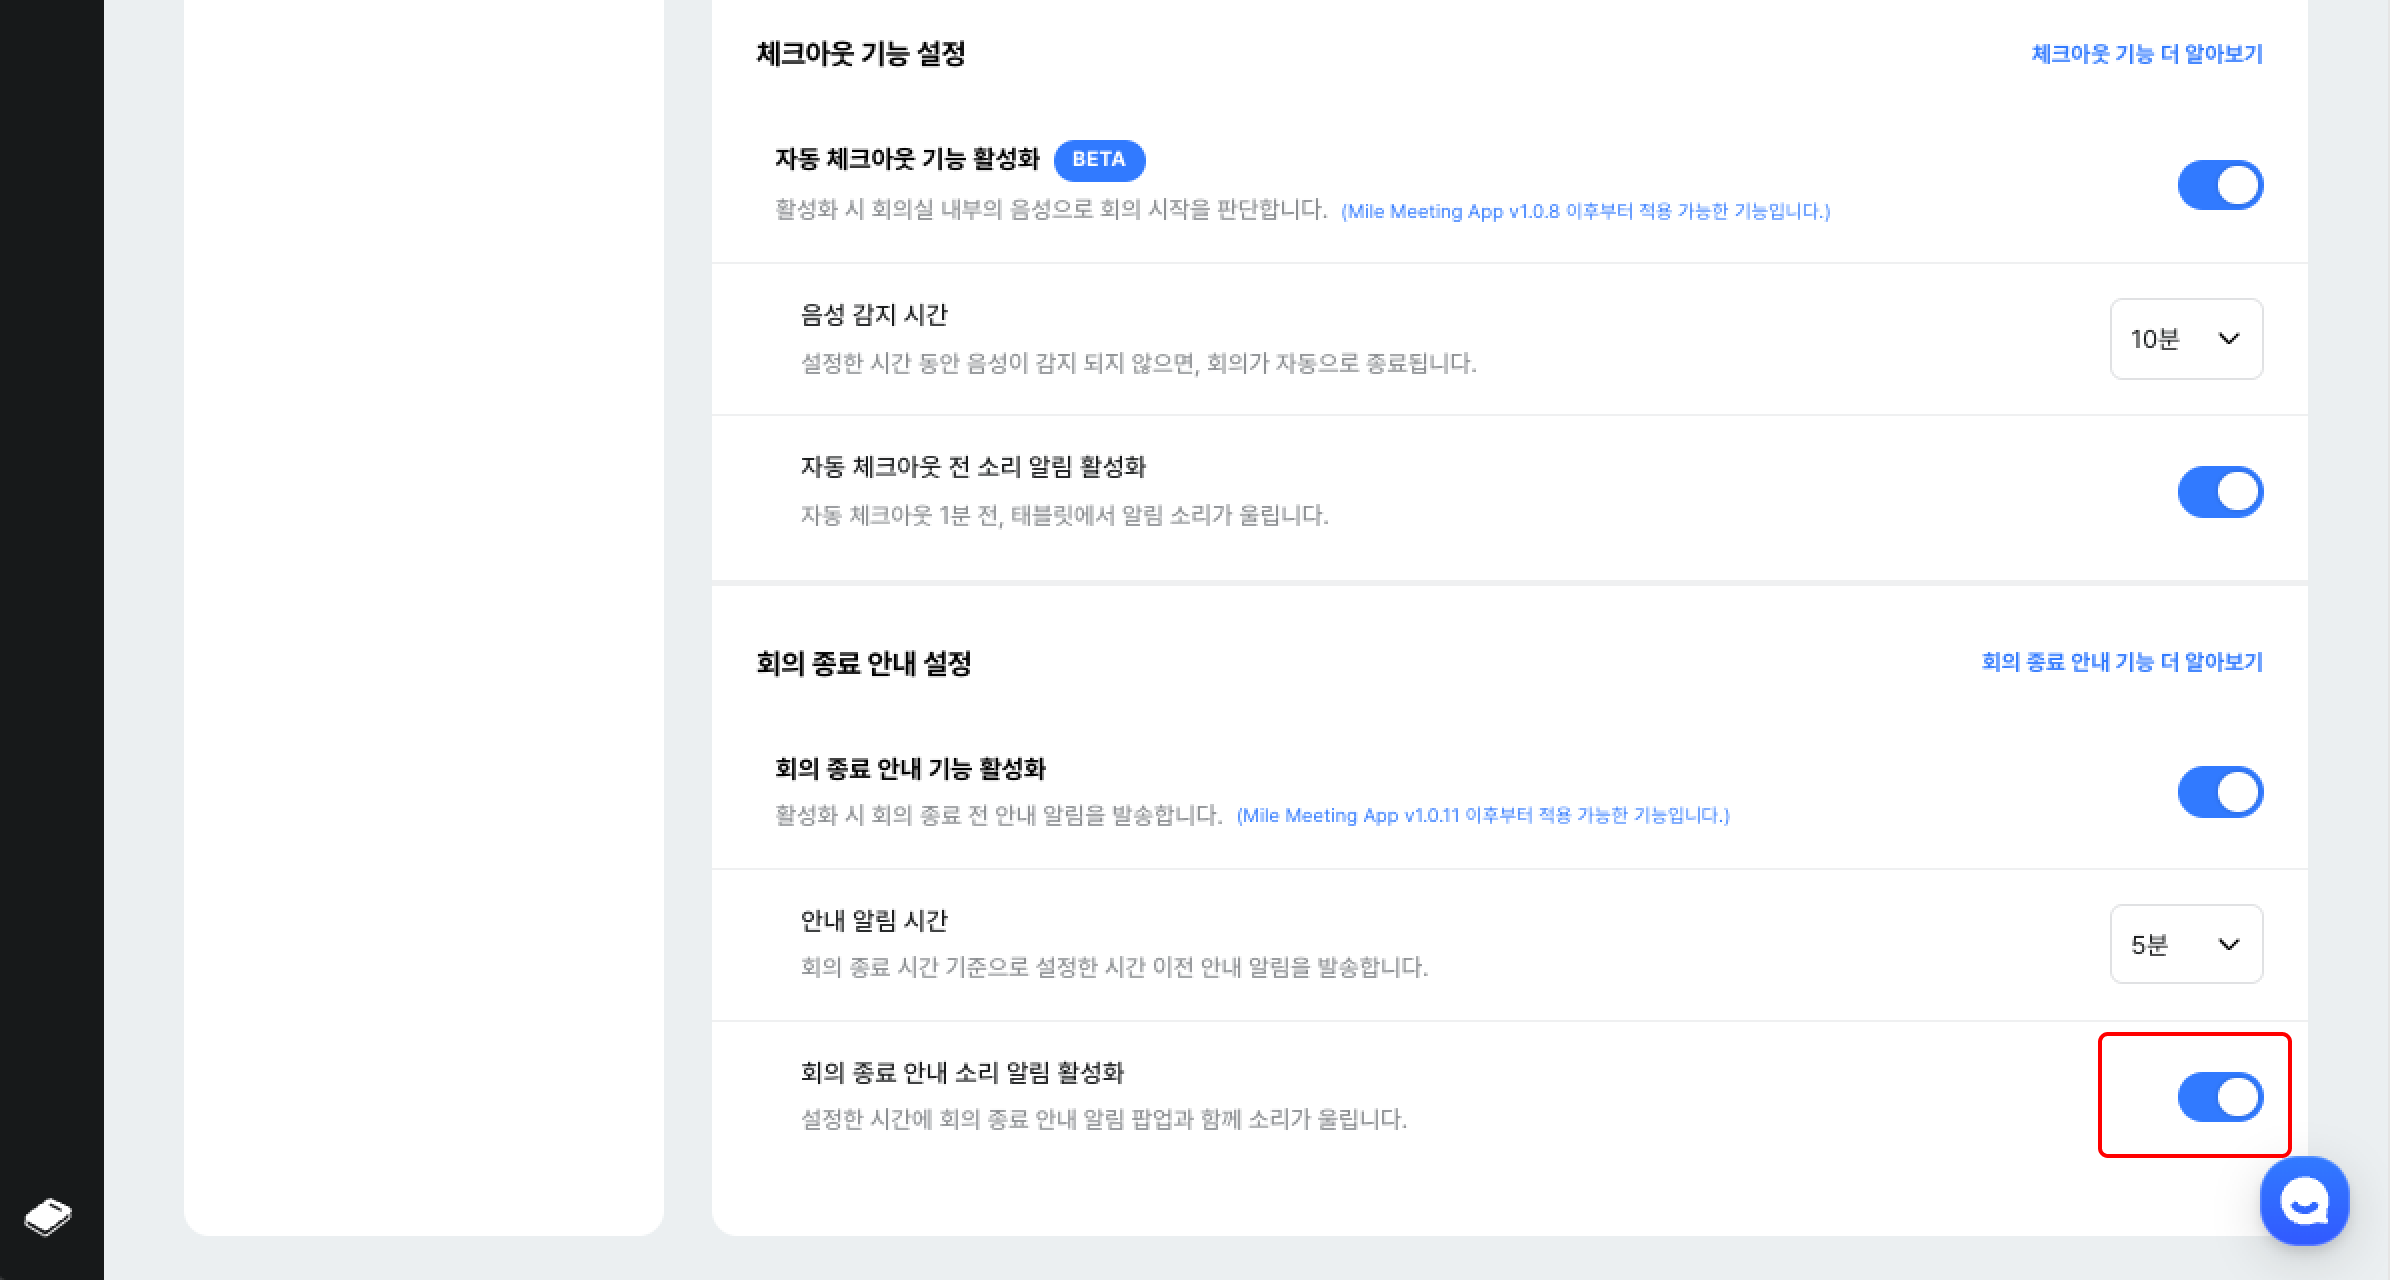 체크아웃 기능 설정
체크아웃 기능 더 알아보기
자동 체크아웃 기능 활성화 BETA
활성화 시 회의실 내부의 음성으로 회의 시작을 판단합니다. (Mile Meeting App v1.0.8 이후부터 적용 가능한 기능입니다.)
음성 감지 시간
10분
설정한 시간 동안 음성이 감지 되지 않으면, 회의가 자동으로 종료됩니다.
자동 체크아웃 전 소리 알림 활성화
자동 체크아웃 1분 전, 태블릿에서 알림 소리가 울립니다.
회의 종료 안내 설정
회의 종료 안내 기능 더 알아보기
회의 종료 안내 기능 활성화
활성화 시 회의 종료 전 안내 알림을 발송합니다. (Mile Meeting App v1.0.11 이후부터 적용 가능한 기능입니다.)
안내 알림 시간
5분
회의 종료 시간 기준으로 설정한 시간 이전 안내 알림을 발송합니다.
회의 종료 안내 소리 알림 활성화
설정한 시간에 회의 종료 안내 알림 팝업과 함께 소리가 울립니다.